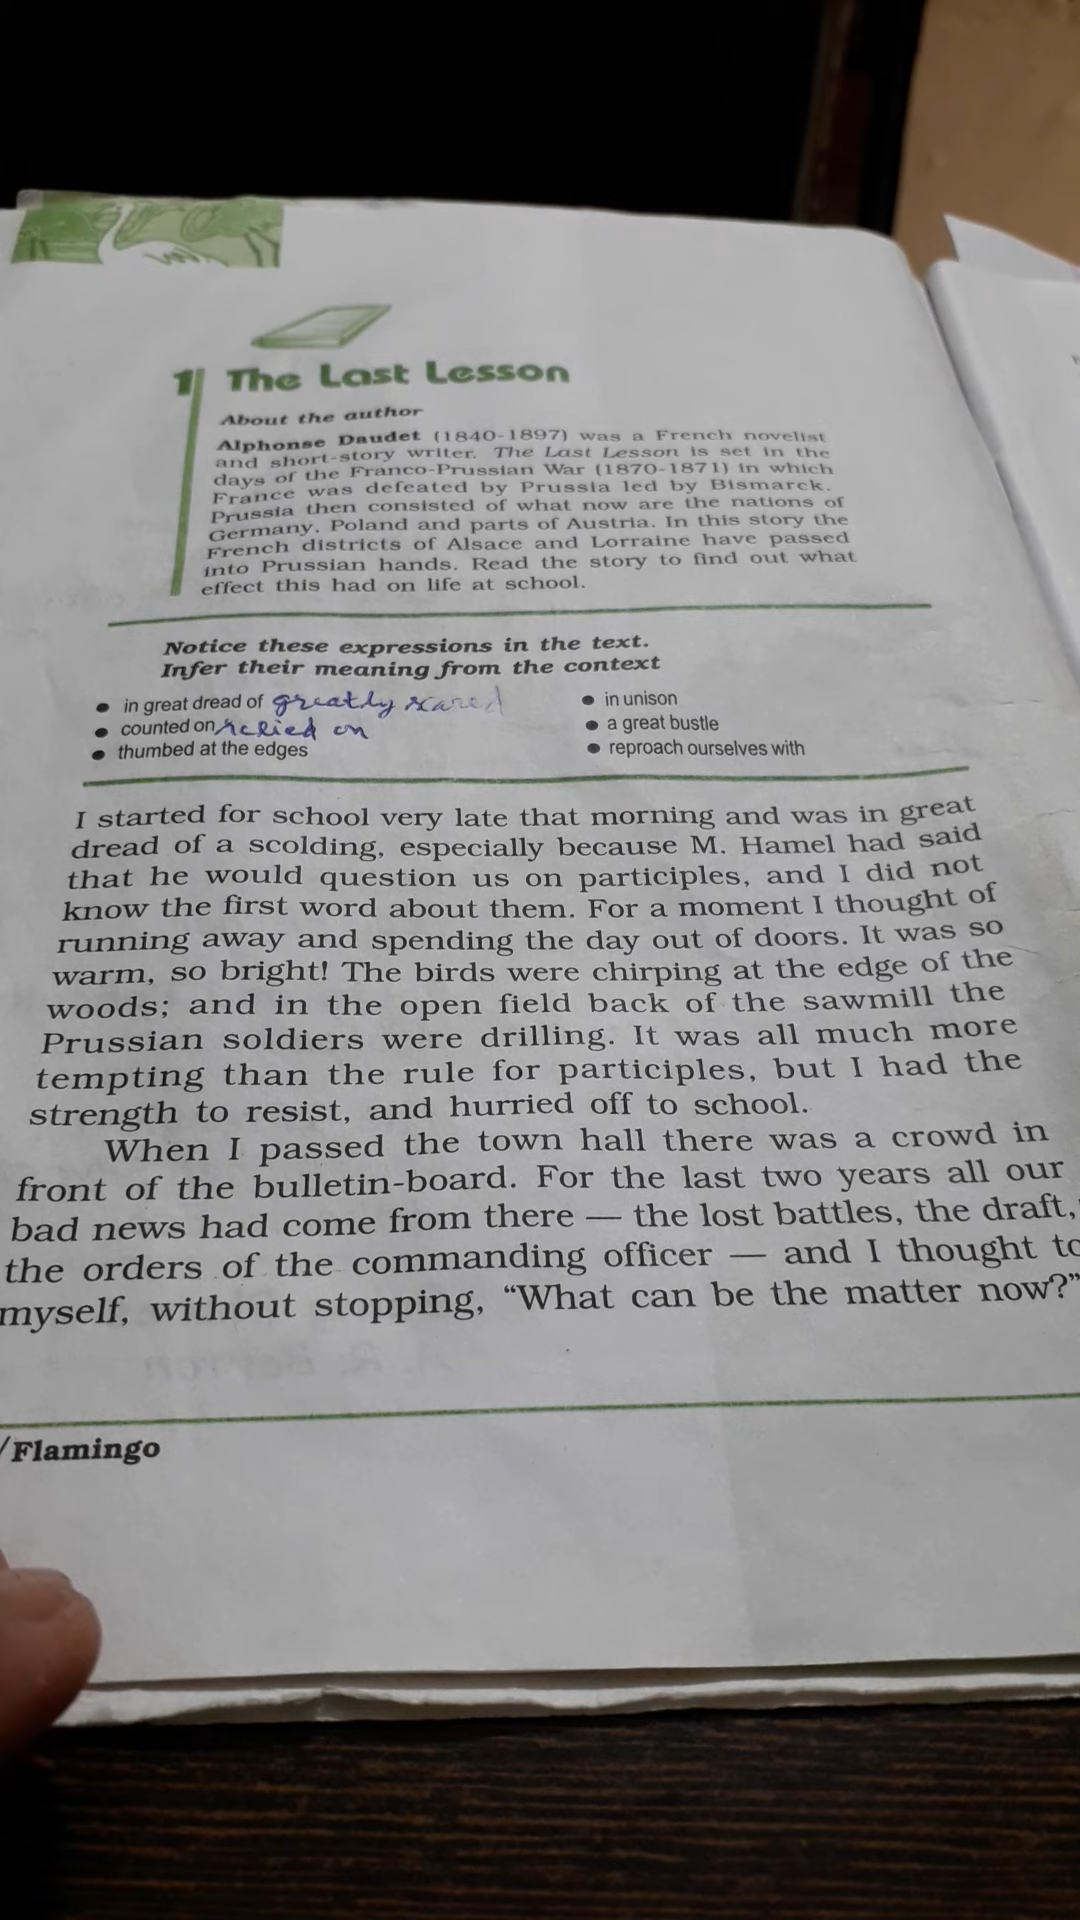 1 The Last Lesson
About the author
Alphonse Daudet (1840-1897) was a French novelist
and short-story writer. The Last Lesson is set in the
days of the Franco-Prussian War (1870-1871) in which
France was defeated by Prussia led by Bismarck.
Prussia then consisted of what now are the nations of
Germany, Poland and parts of Austria. In this story the
French districts of Alsace and Lorraine have passed
into Prussian hands. Read the story to find out what
effect this had on life at school.
Notice these expressions in the text.
Infer their meaning from the context
• in great dread of greatly scared
• counted on relied on
• thumbed at the edges
• in unison
• a great bustle
• reproach ourselves with
I started for school very late that morning and was in great
dread of a scolding, especially because M. Hamel had said
that he would question us on participles, and I did not
know the first word about them. For a moment I thought of
running away and spending the day out of doors. It was so
warm, so bright! The birds were chirping at the edge of the
woods; and in the open field back of the sawmill the
Prussian soldiers were drilling. It was all much more
tempting than the rule for participles, but I had the
strength to resist, and hurried off to school.
When I passed the town hall there was a crowd in
front of the bulletin-board. For the last two years all our
bad news had come from there — the lost battles, the draft,
the orders of the commanding officer — and I thought to
myself, without stopping, “What can be the matter now?”
/Flamingo